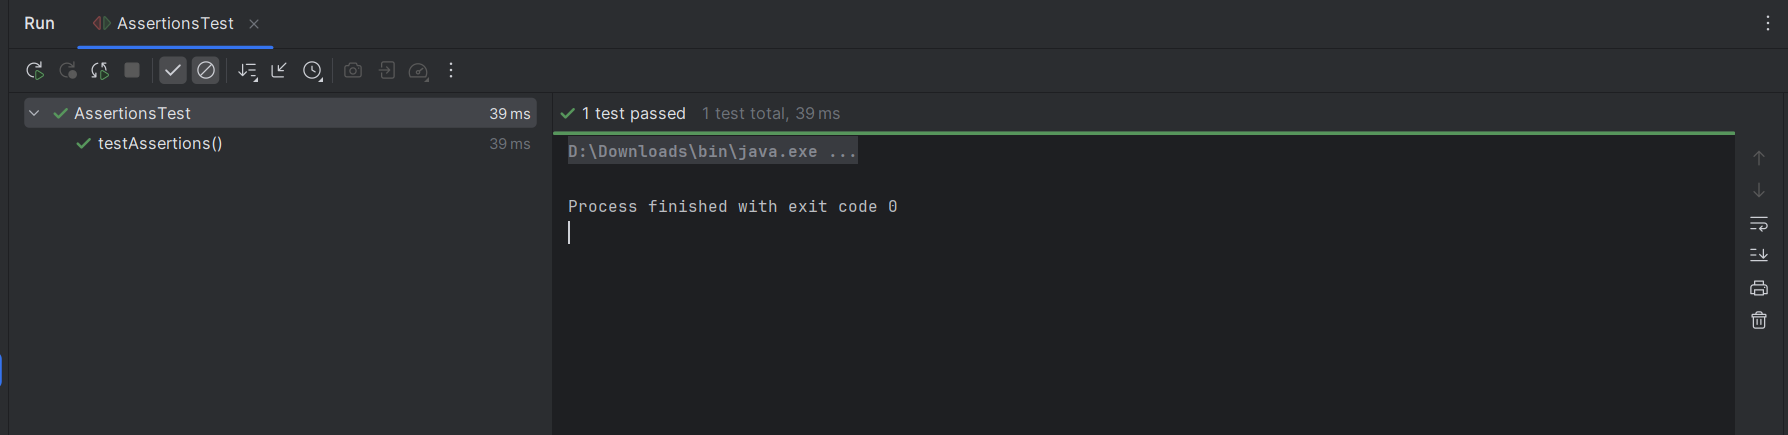 Run AssertionsTest
AssertionsTest 39 ms
testAssertions() 39 ms
1 test passed 1 test total, 39 ms
D:\Downloads\bin\java.exe ...
Process finished with exit code 0